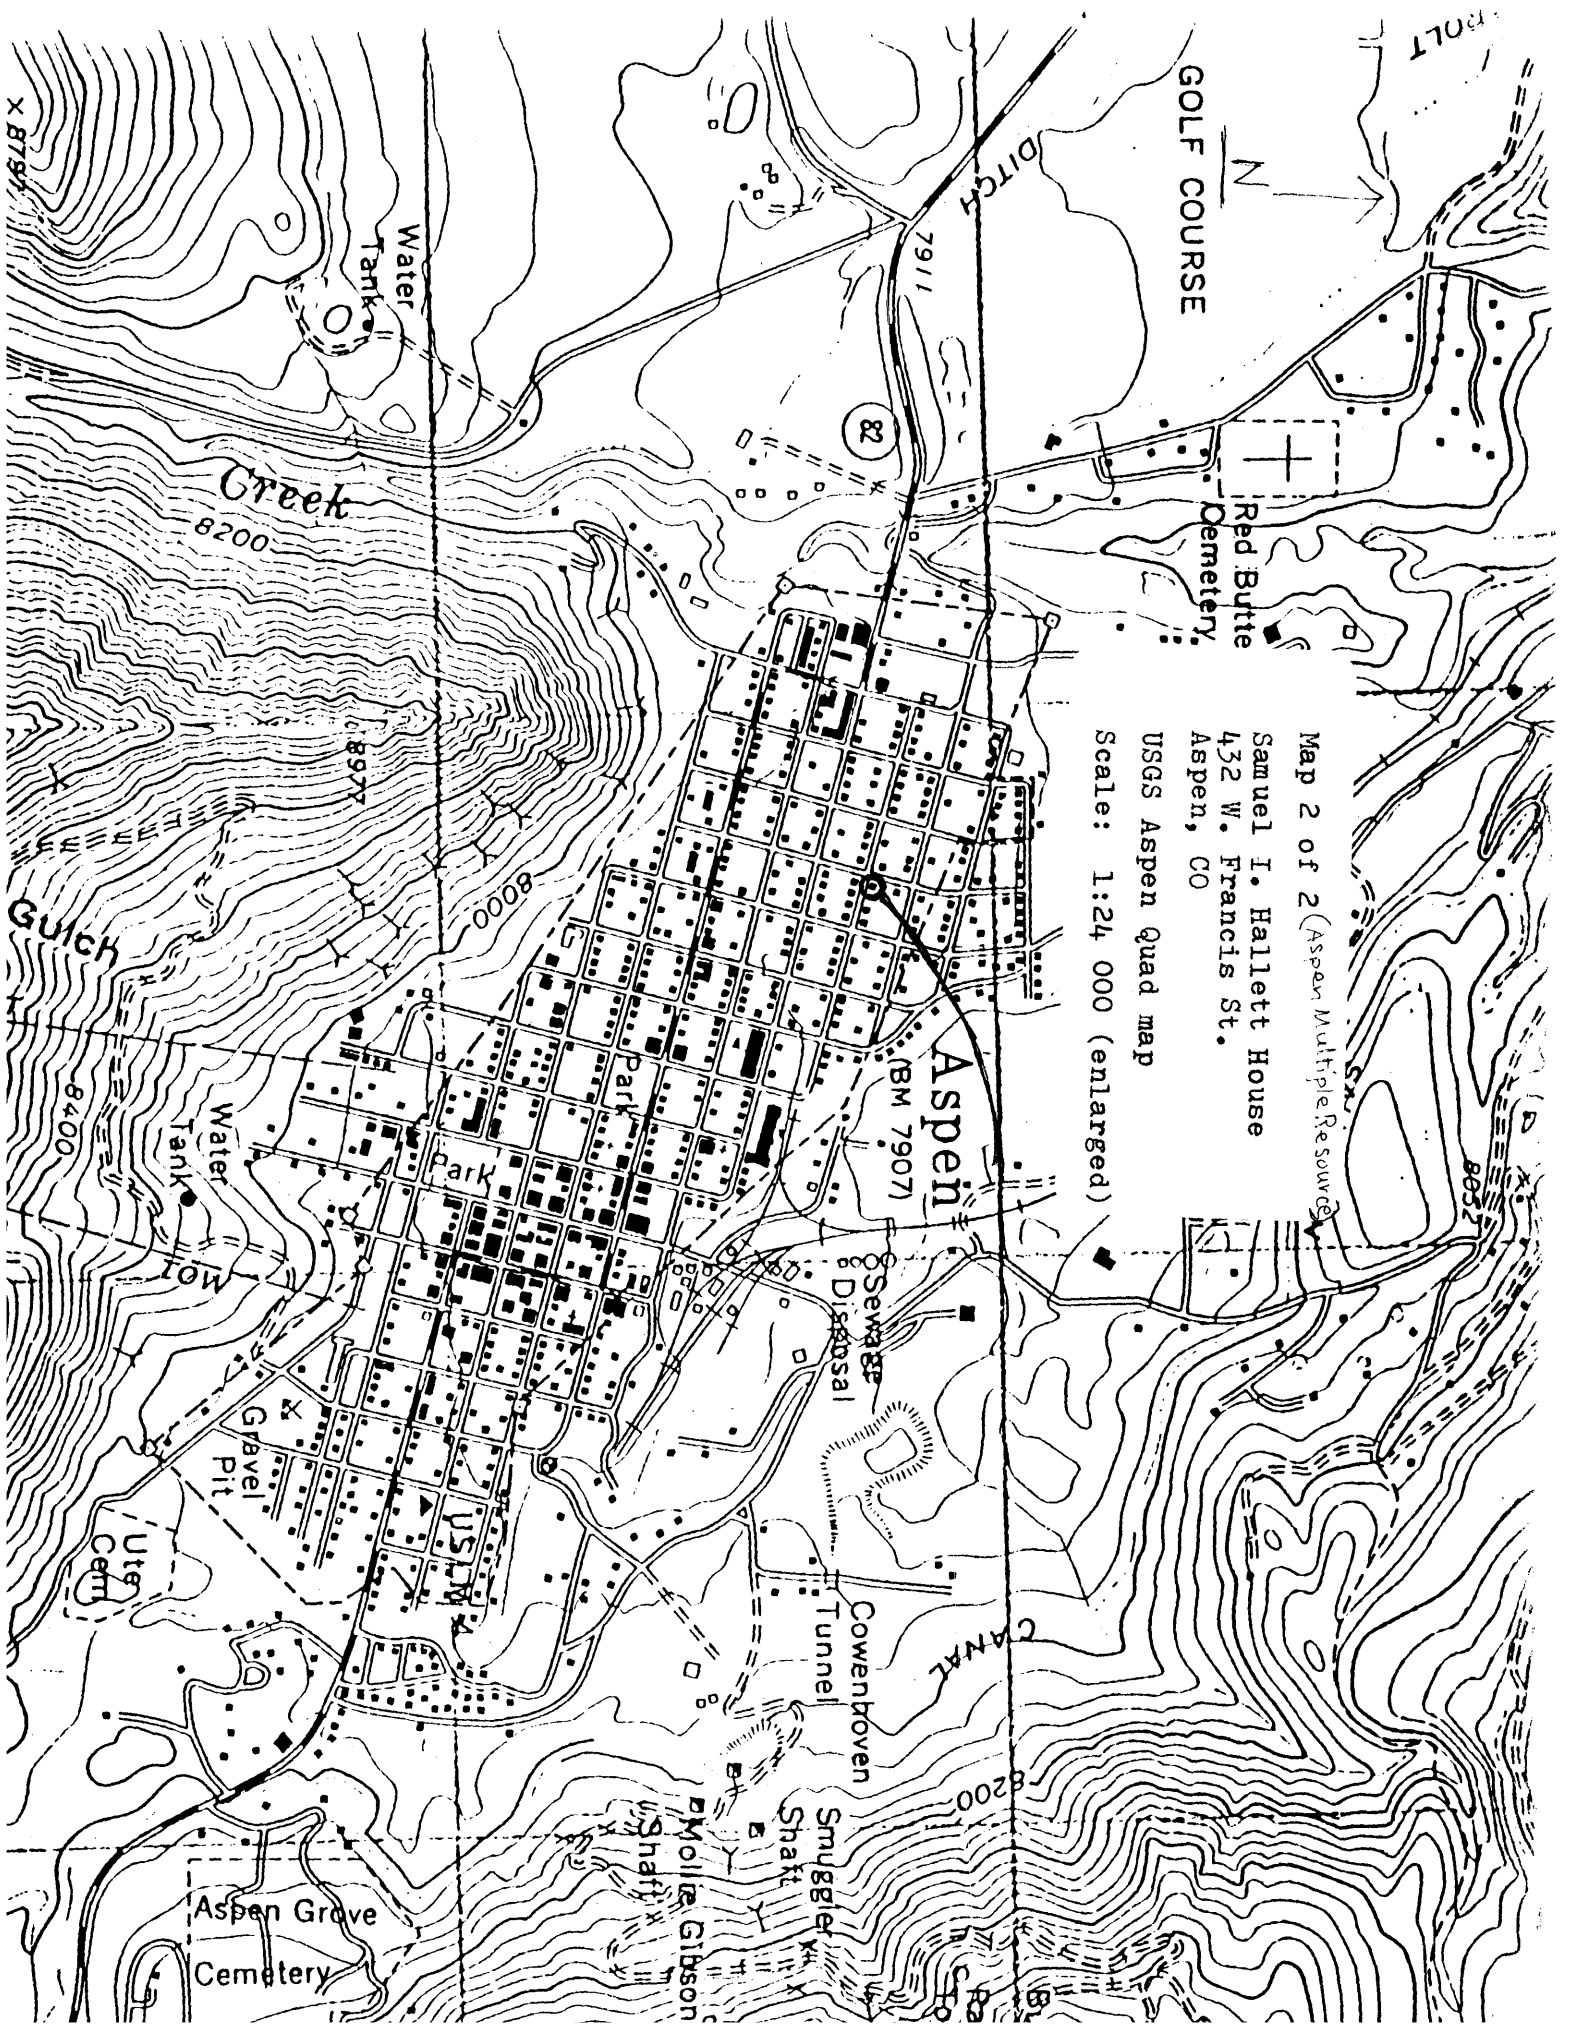 Map 2 of 2 (Aspen Multiple Resource)
Samuel I. Hallett House
432 W. Francis St.
Aspen, CO
USGS Aspen Quad map
Scale: 1:24 000 (enlarged)
N
GOLF COURSE
DITCH
7911
82
Red Butte
Cemetery
Water
Tank
x 8797
Creek
8200
8977
8000
Gulch
8400
Aspen
(BM 7907)
Park
Park
Water
Tank
Sewage
Disposal
8052
Gravel
Pit
Ute
Cem
USLM
CANAL
Cowenhoven
Tunnel
8200
Smuggler
Shaft
Mollie Gibson
Shaft
Aspen Grove
Cemetery